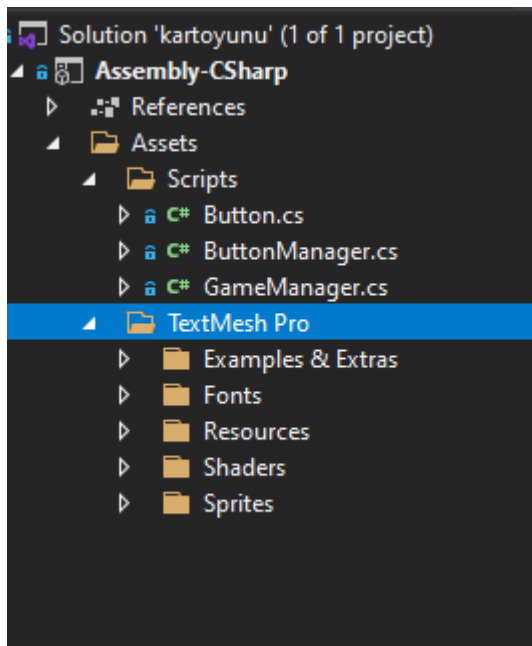 Solution 'kartoyunu' (1 of 1 project)
Assembly-CSharp
References
Assets
Scripts
C# Button.cs
C# ButtonManager.cs
C# GameManager.cs
TextMesh Pro
Examples & Extras
Fonts
Resources
Shaders
Sprites